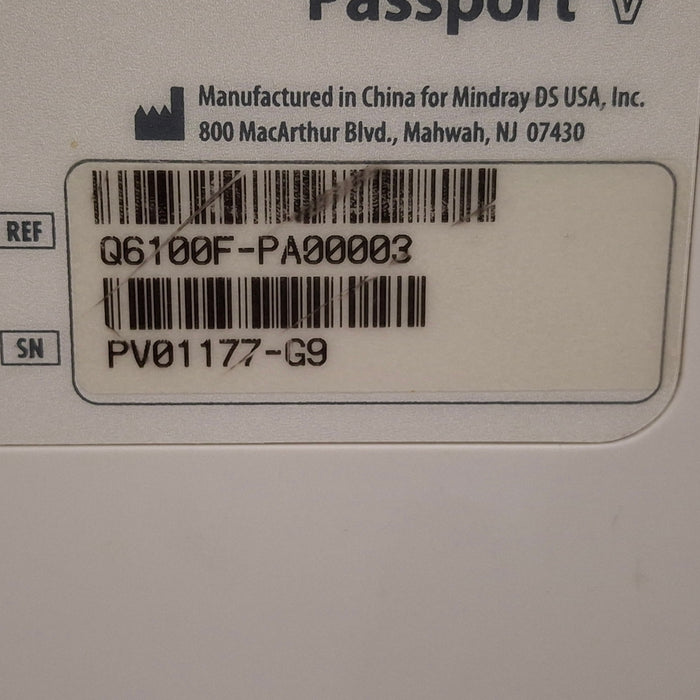 Passport V
Manufactured in China for Mindray DS USA, Inc.
800 MacArthur Blvd., Mahwah, NJ 07430
REF
Q6100F-PA00003
SN
PV01177-G9